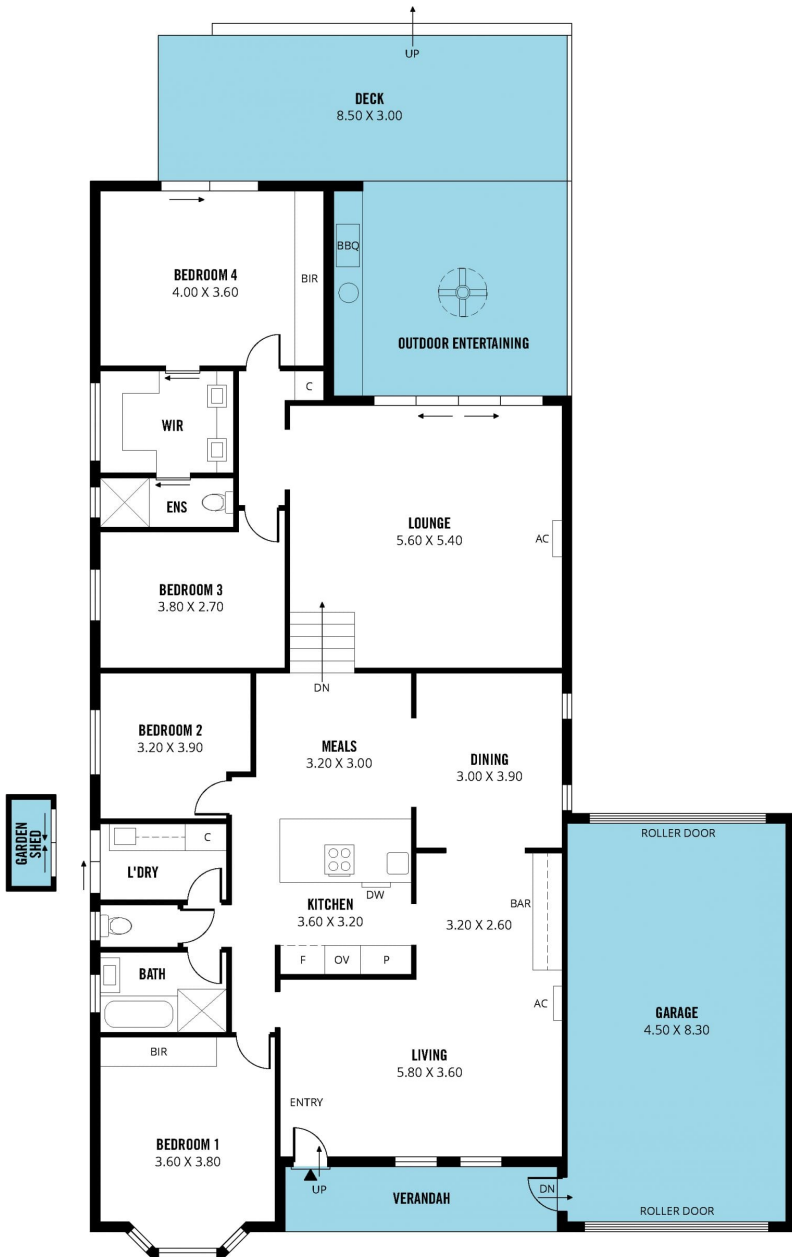 UP
DECK
8.50 X 3.00
BBQ
BEDROOM 4
4.00 X 3.60
BIR
OUTDOOR ENTERTAINING
C
WIR
ENS
LOUNGE
5.60 X 5.40
AC
BEDROOM 3
3.80 X 2.70
DN
BEDROOM 2
3.20 X 3.90
MEALS
3.20 X 3.00
DINING
3.00 X 3.90
GARDEN
SHED
ROLLER DOOR
C
L'DRY
DW
KITCHEN
3.60 X 3.20
BAR
3.20 X 2.60
F
OV
P
BATH
AC
GARAGE
4.50 X 8.30
BIR
LIVING
5.80 X 3.60
ENTRY
BEDROOM 1
3.60 X 3.80
UP
VERANDAH
DN
ROLLER DOOR